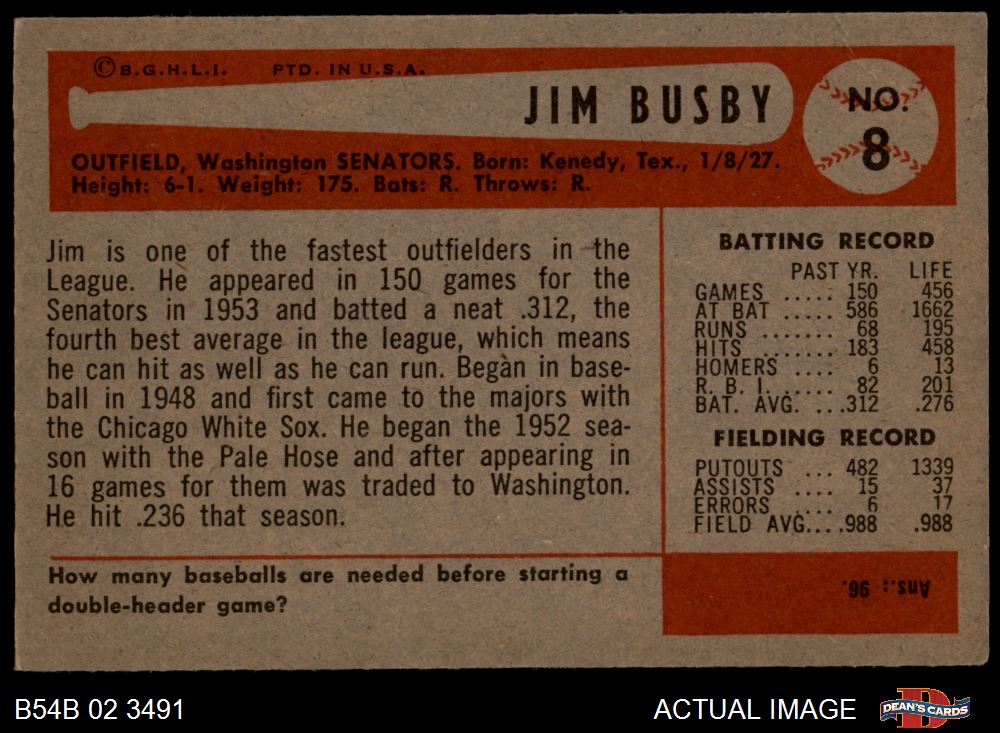 ©B.G.H.L.I. PTD. IN U.S.A.
JIM BUSBY
NO.
8
OUTFIELD, Washington SENATORS. Born: Kenedy, Tex., 1/8/27.
Height: 6-1. Weight: 175. Bats: R. Throws: R.
Jim is one of the fastest outfielders in the
League. He appeared in 150 games for the
Senators in 1953 and batted a neat .312, the
fourth best average in the league, which means
he can hit as well as he can run. Began in base-
ball in 1948 and first came to the majors with
the Chicago White Sox. He began the 1952 sea-
son with the Pale Hose and after appearing in
16 games for them was traded to Washington.
He hit .236 that season.
How many baseballs are needed before starting a
double-header game?
BATTING RECORD
PAST YR. LIFE
GAMES ..... 150 456
AT BAT ..... 586 1662
RUNS ....... 68 195
HITS ....... 183 458
HOMERS .... 6 13
R. B. I. ..... 82 201
BAT. AVG. ...312 .276
FIELDING RECORD
PUTOUTS ... 482 1339
ASSISTS .... 15 37
ERRORS .... 6 17
FIELD AVG....988 .988
Ans.: 96.
B54B 02 3491
ACTUAL IMAGE
D
DEAN'S CARDS